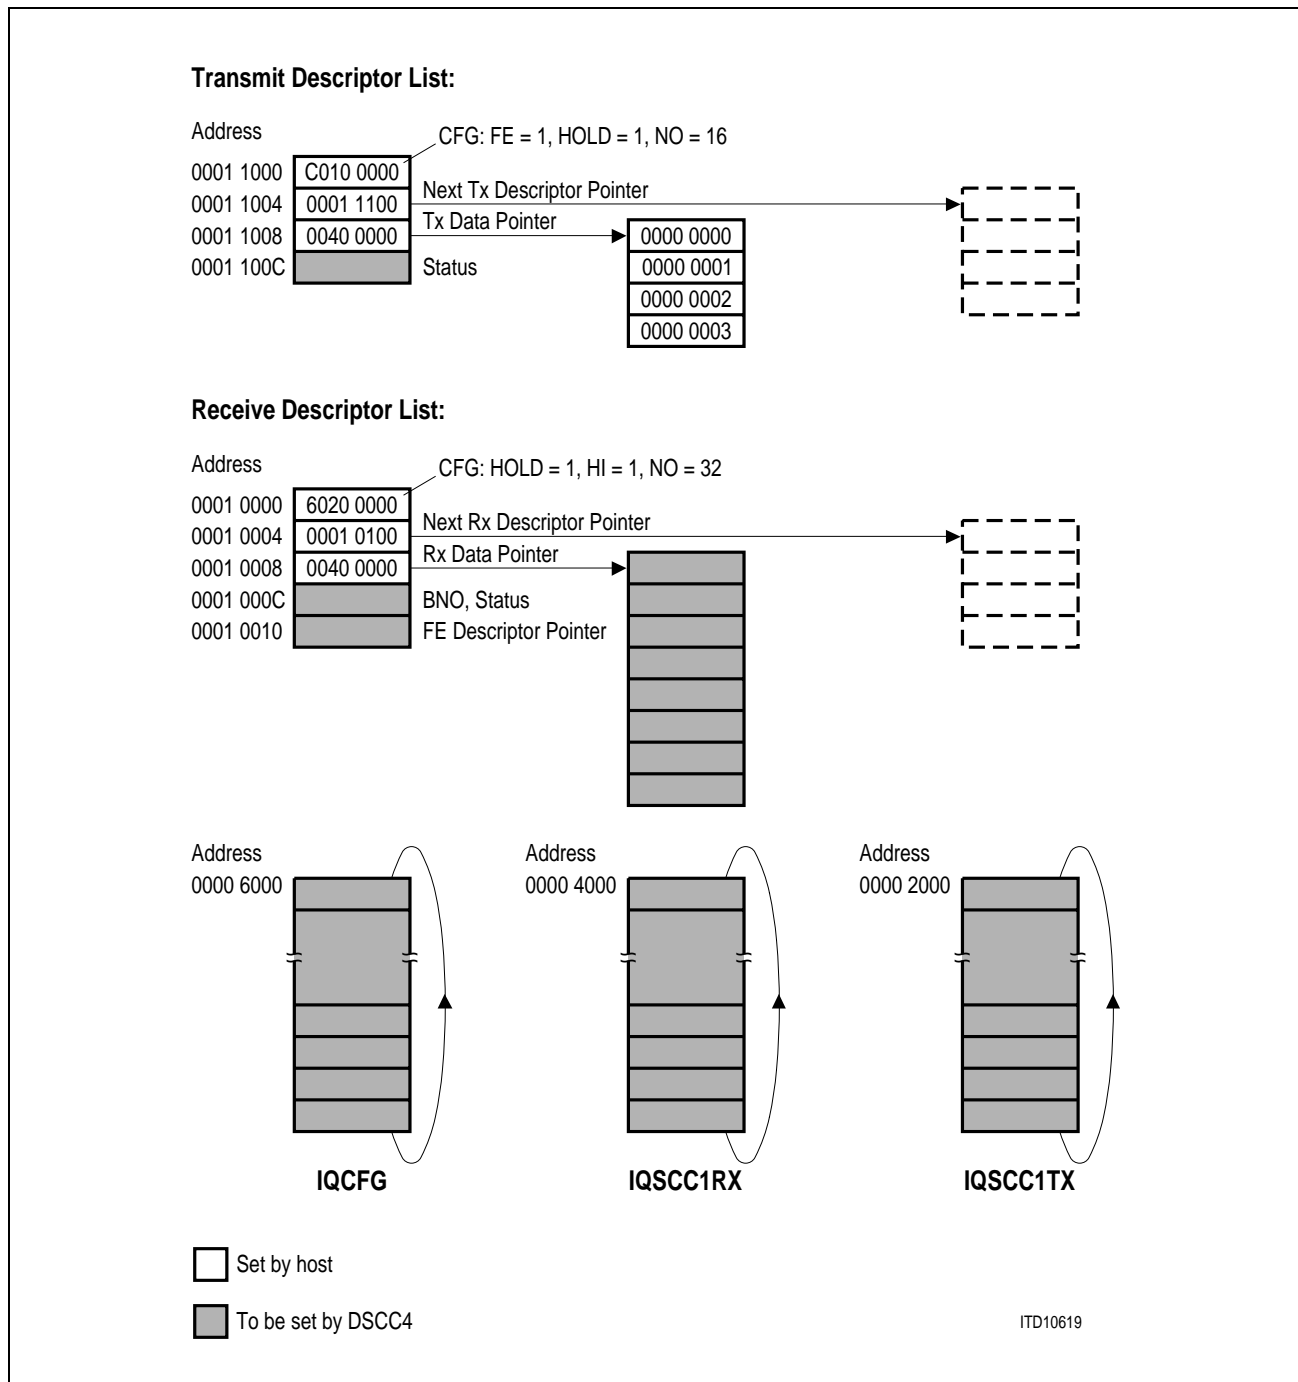 Transmit Descriptor List:
Address
CFG: FE = 1, HOLD = 1, NO = 16
0001 1000 C010 0000
0001 1004 0001 1100 Next Tx Descriptor Pointer
0001 1008 0040 0000 Tx Data Pointer 0000 0000
0001 100C Status 0000 0001
0000 0002
0000 0003
Receive Descriptor List:
Address
CFG: HOLD = 1, HI = 1, NO = 32
0001 0000 6020 0000
0001 0004 0001 0100 Next Rx Descriptor Pointer
0001 0008 0040 0000 Rx Data Pointer
0001 000C BNO, Status
0001 0010 FE Descriptor Pointer
Address Address Address
0000 6000 0000 4000 0000 2000
IQCFG IQSCC1RX IQSCC1TX
Set by host
To be set by DSCC4 ITD10619